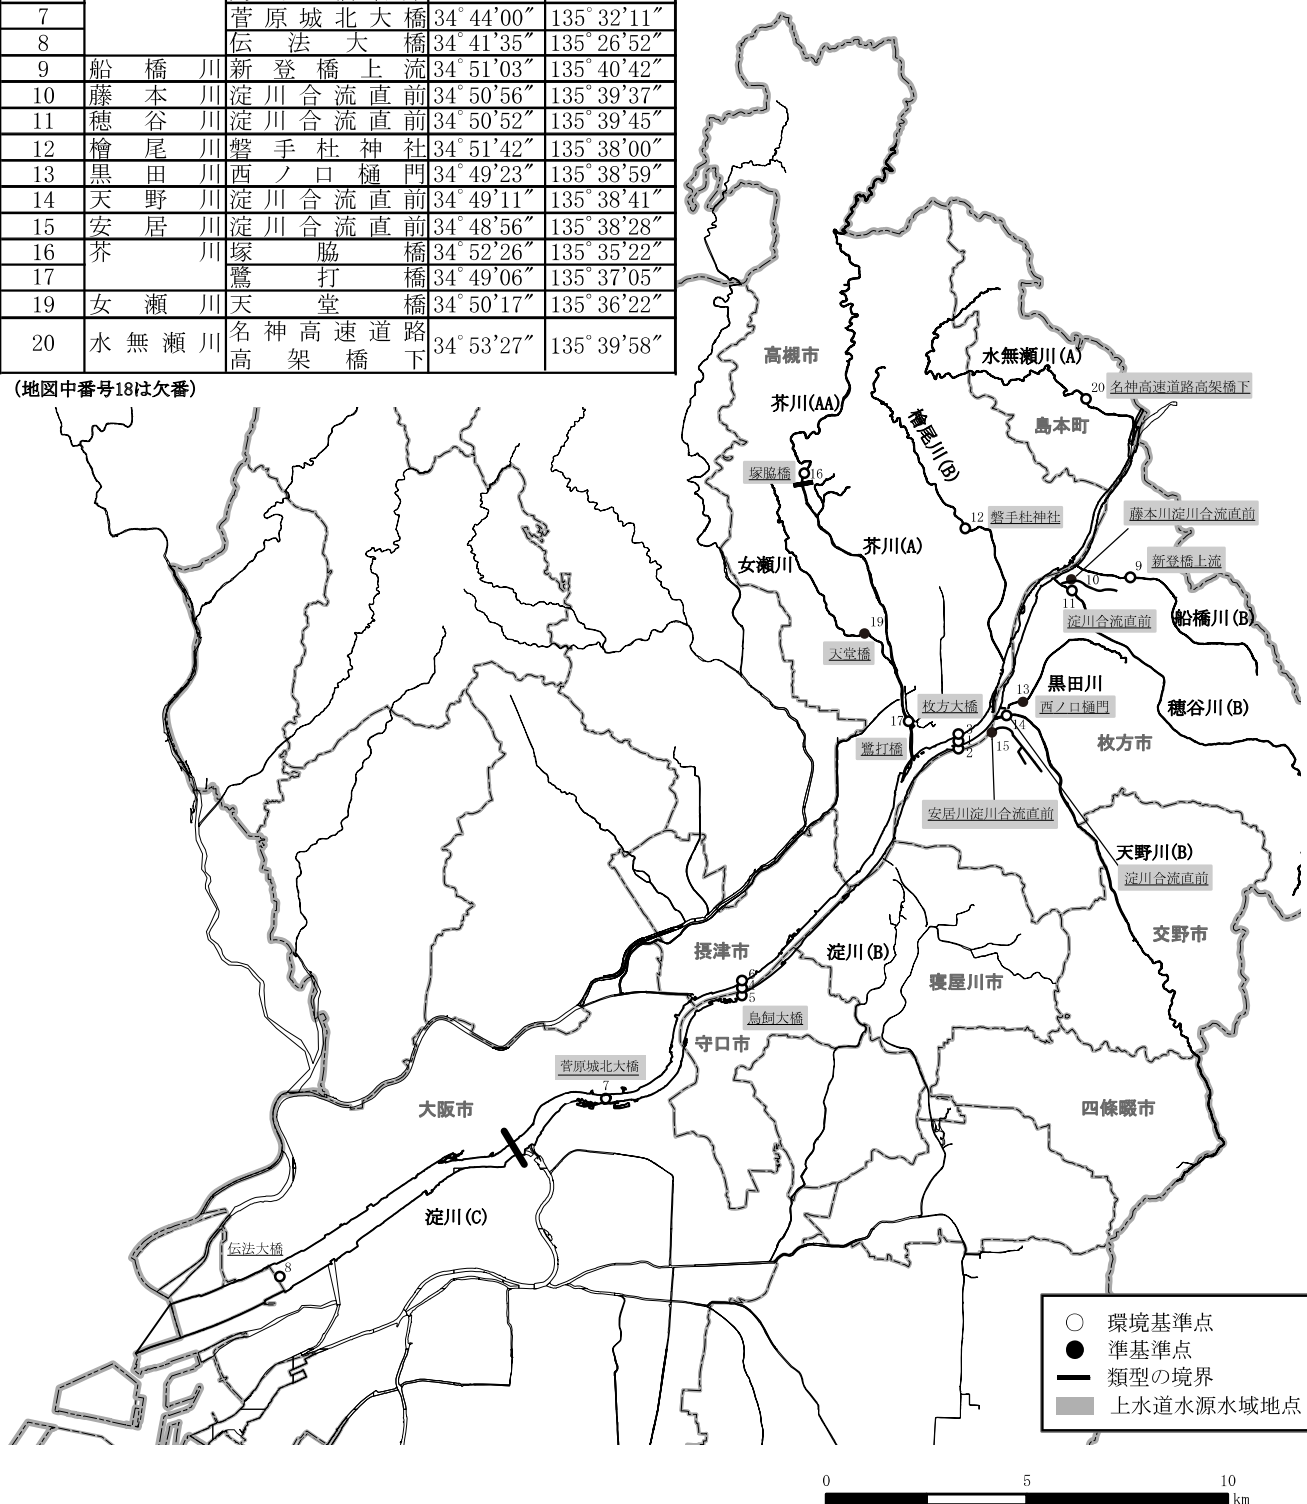 7 菅原城北大橋 34°44′00″ 135°32′11″
8 伝法大橋 34°41′35″ 135°26′52″
9 船橋川 新登橋上流 34°51′03″ 135°40′42″
10 藤本川 淀川合流直前 34°50′56″ 135°39′37″
11 穂谷川 淀川合流直前 34°50′52″ 135°39′45″
12 檜尾川 磐手杜神社 34°51′42″ 135°38′00″
13 黒田川 西ノ口樋門 34°49′23″ 135°38′59″
14 天野川 淀川合流直前 34°49′11″ 135°38′41″
15 安居川 淀川合流直前 34°48′56″ 135°38′28″
16 芥川 塚脇橋 34°52′26″ 135°35′22″
17 鷺打橋 34°49′06″ 135°37′05″
19 女瀬川 天堂橋 34°50′17″ 135°36′22″
20 水無瀬川 名神高速道路高架橋下 34°53′27″ 135°39′58″
(地図中番号18は欠番)
高槻市
水無瀬川(A)
20 名神高速道路高架橋下
芥川(AA)
檜尾川(B)
島本町
塚脇橋 16
12 磐手杜神社
藤本川淀川合流直前
芥川(A)
女瀬川
9 新登橋上流
10
11
淀川合流直前
船橋川(B)
19
天堂橋
黒田川
13
西ノ口樋門
穂谷川(B)
枚方大橋
17
14
鷺打橋
3
2
15
枚方市
安居川淀川合流直前
天野川(B)
淀川合流直前
交野市
摂津市
淀川(B)
寝屋川市
6
5
鳥飼大橋
守口市
菅原城北大橋
7
大阪市
四條畷市
淀川(C)
伝法大橋
8
○ 環境基準点
● 準基準点
類型の境界
上水道水源水域地点
0 5 10
km